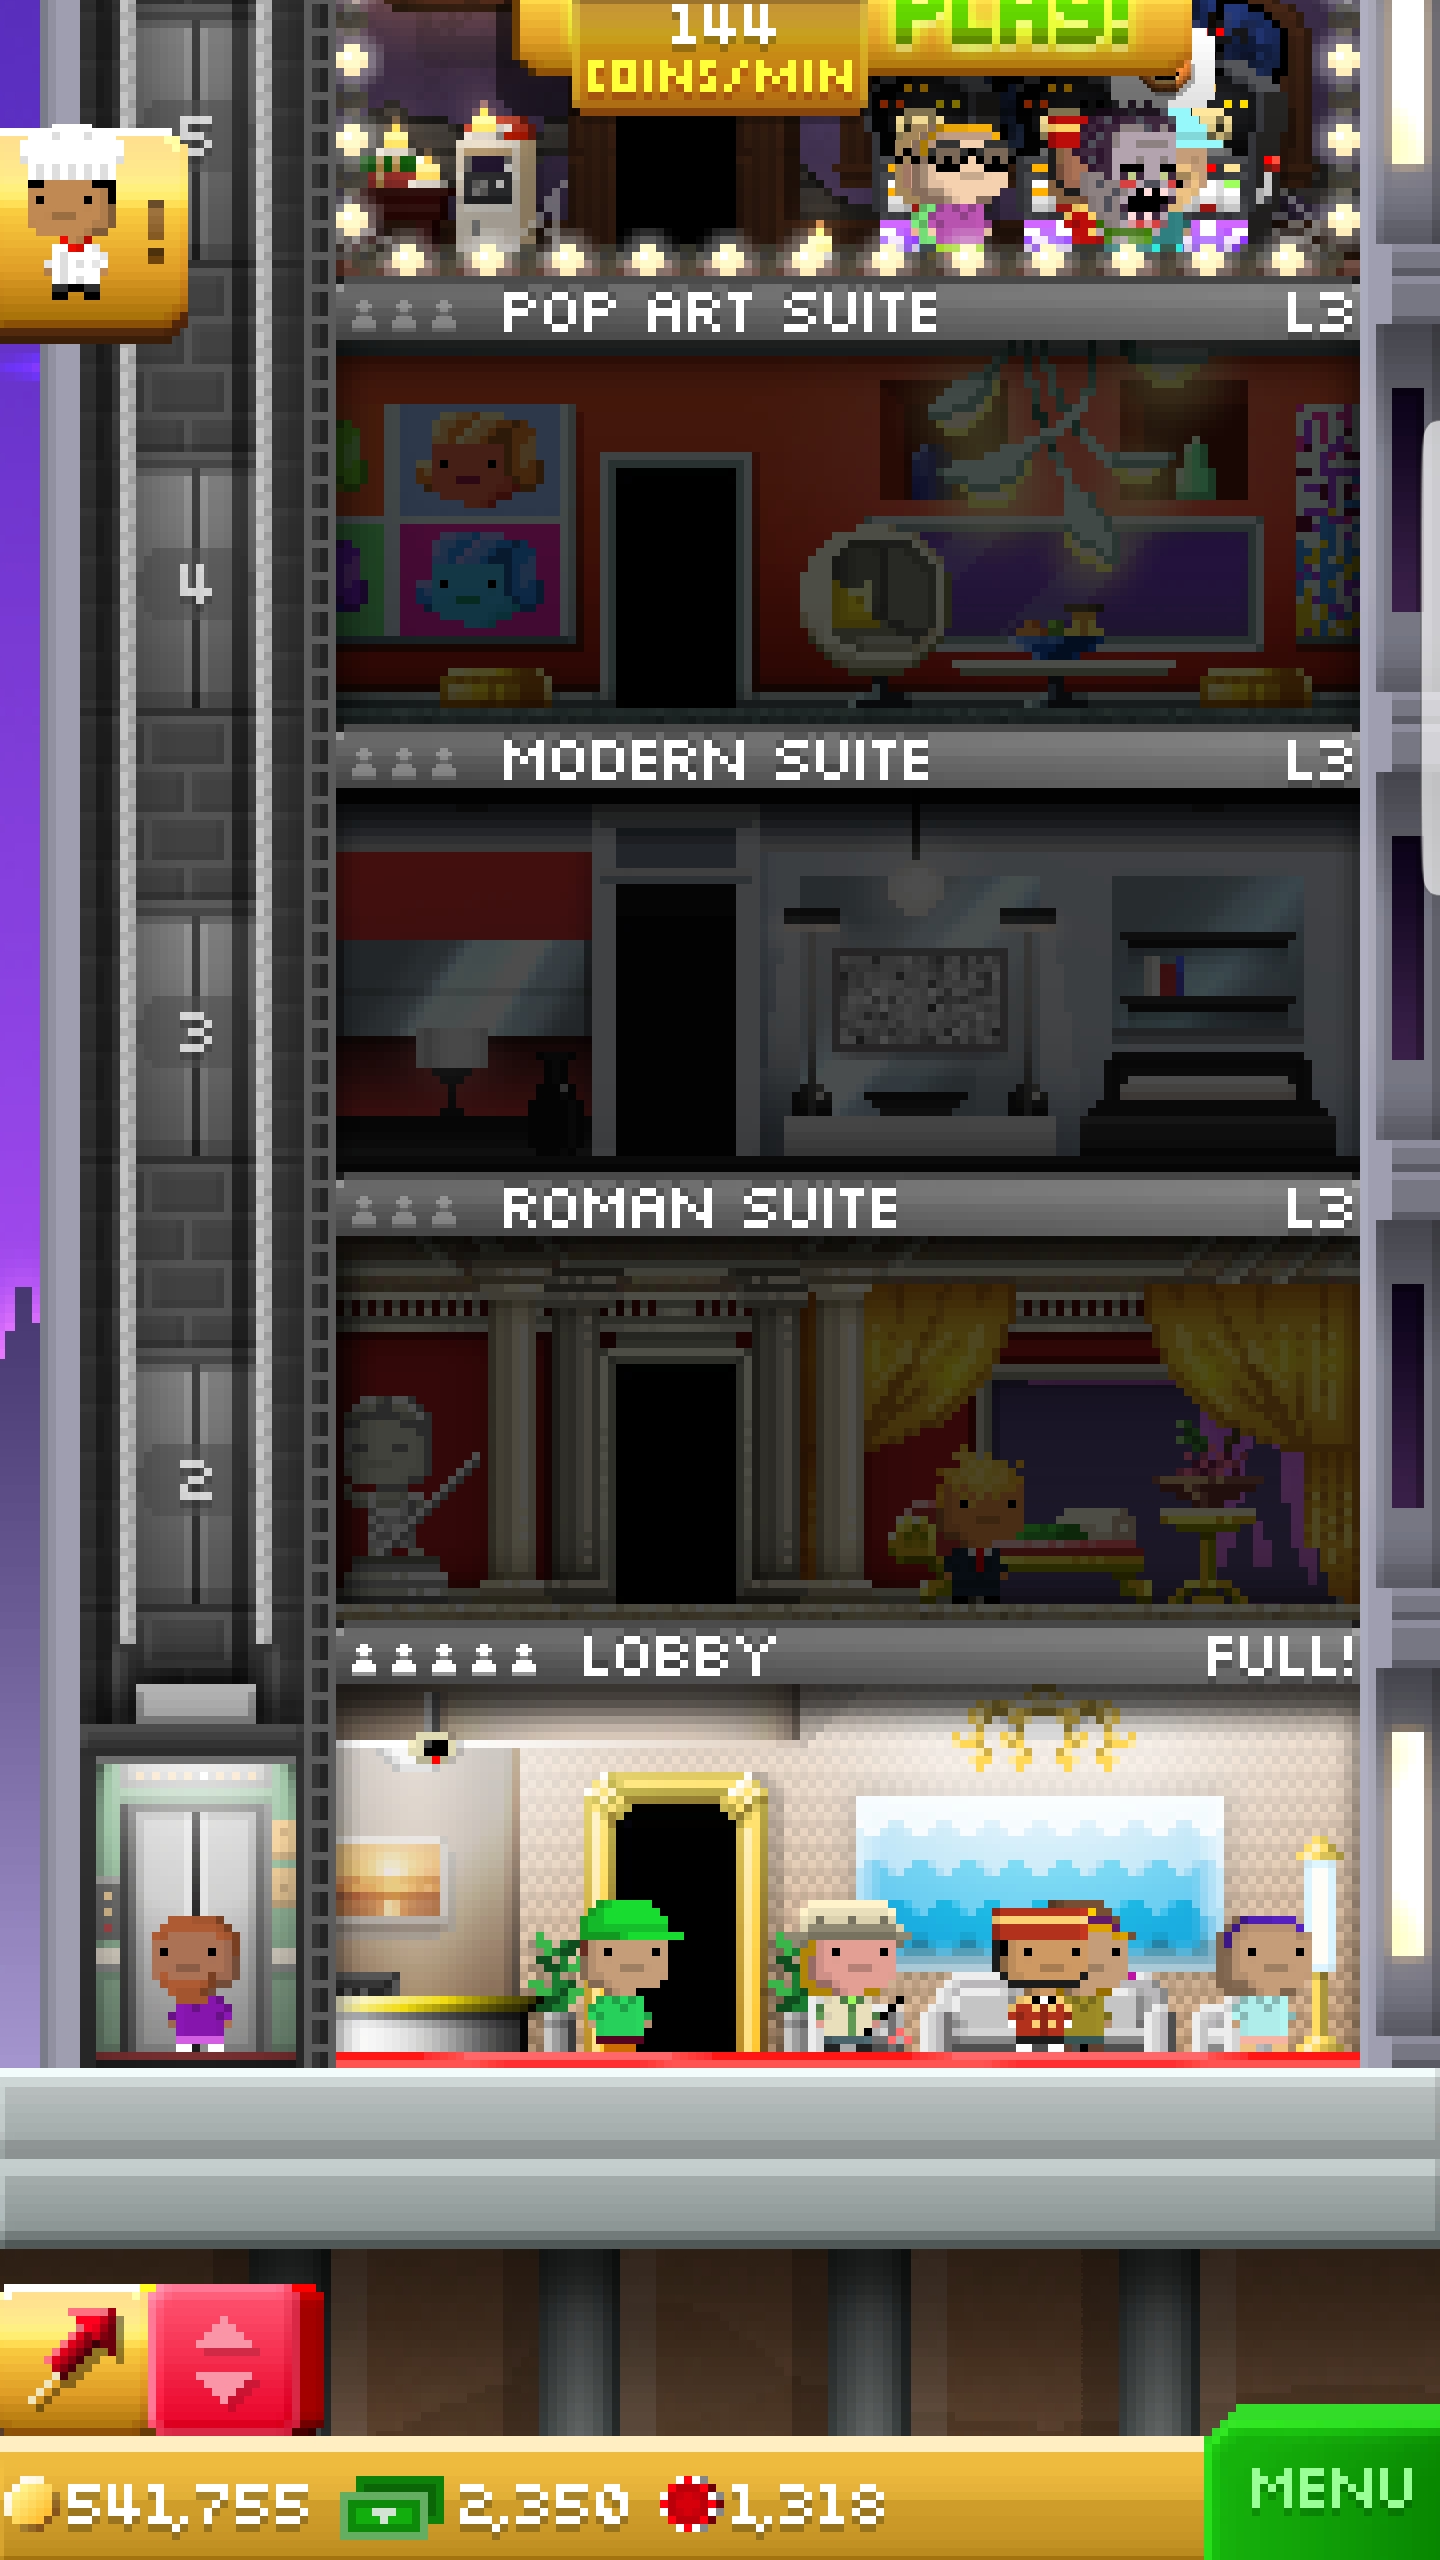 144
PLAY!
COINS/MIN
5
POP ART SUITE L3
4
MODERN SUITE L3
3
ROMAN SUITE L3
2
LOBBY FULL!
541,755 2,350 1,318
MENU